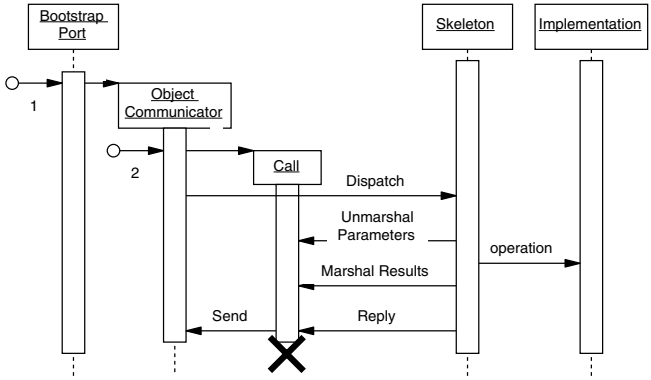 Bootstrap
Port
Skeleton
Implementation
1
Object
Communicator
2
Call
Dispatch
Unmarshal
Parameters
operation
Marshal Results
Send
Reply